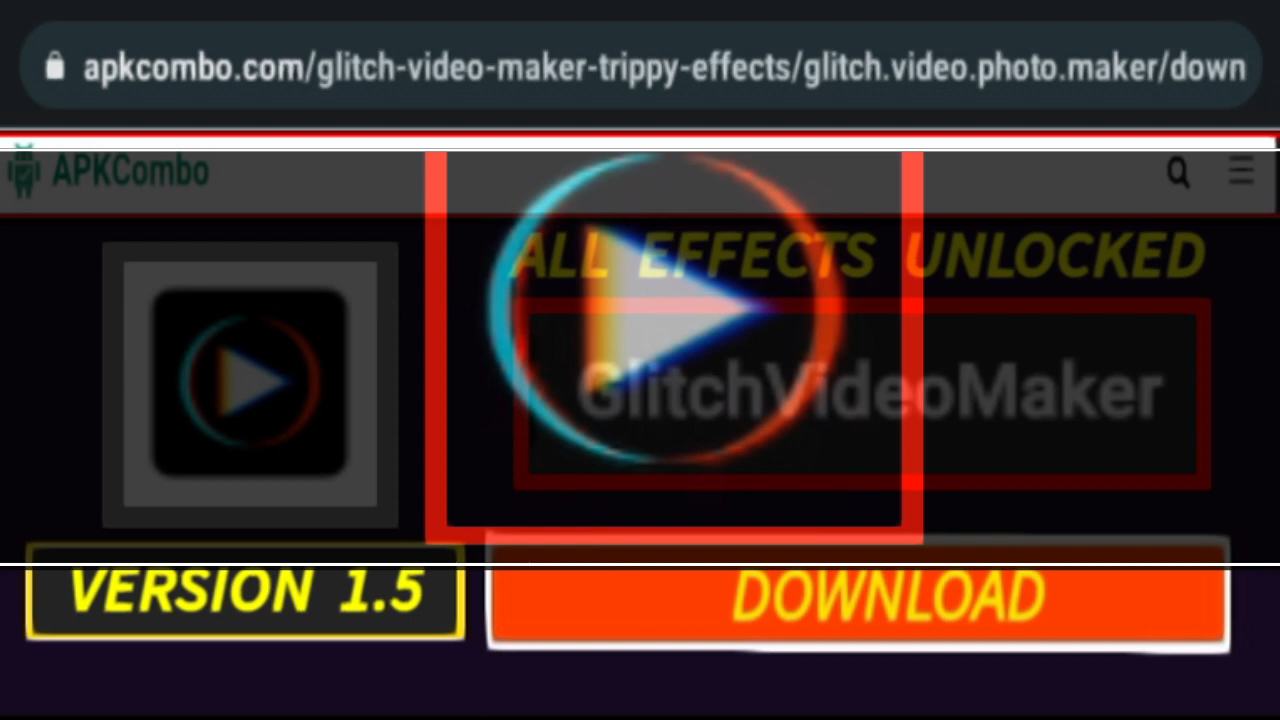 apkcombo.com/glitch-video-maker-trippy-effects/glitch.video.photo.maker/down
APKCombo
ALL EFFECTS UNLOCKED
GlitchVideoMaker
VERSION 1.5
DOWNLOAD